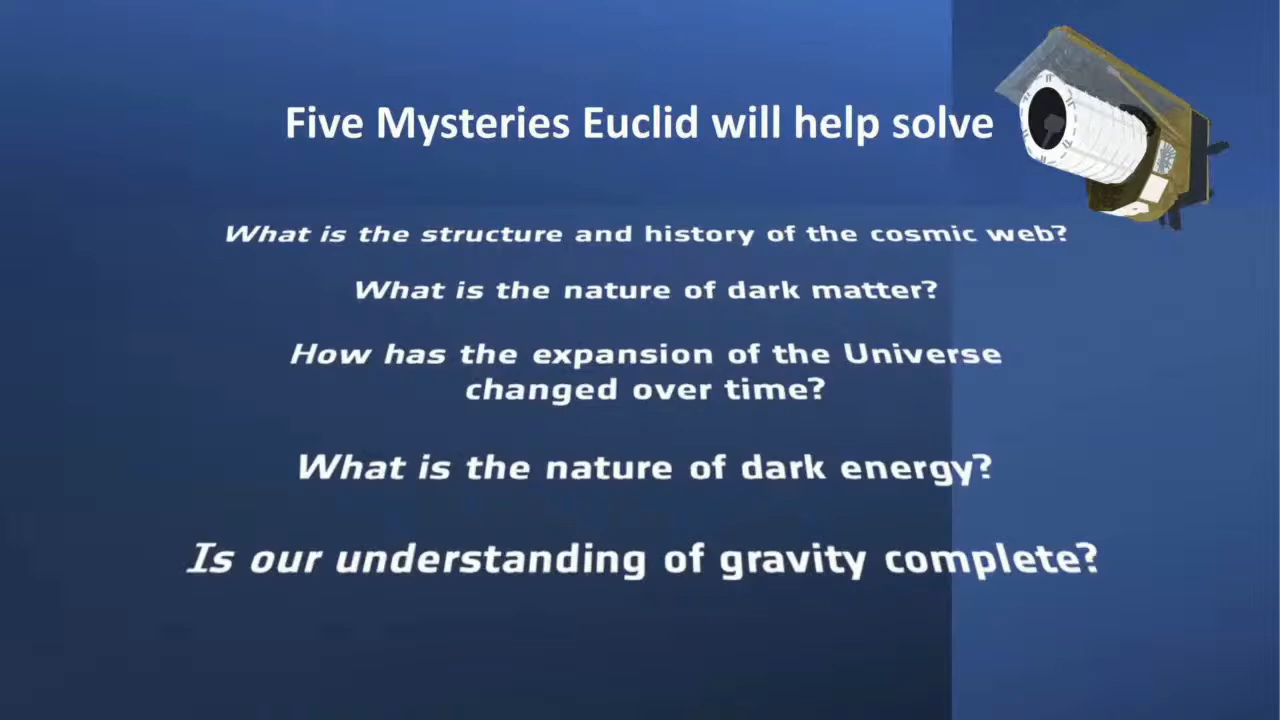 Five Mysteries Euclid will help solve
What is the structure and history of the cosmic web?
What is the nature of dark matter?
How has the expansion of the Universe
changed over time?
What is the nature of dark energy?
Is our understanding of gravity complete?